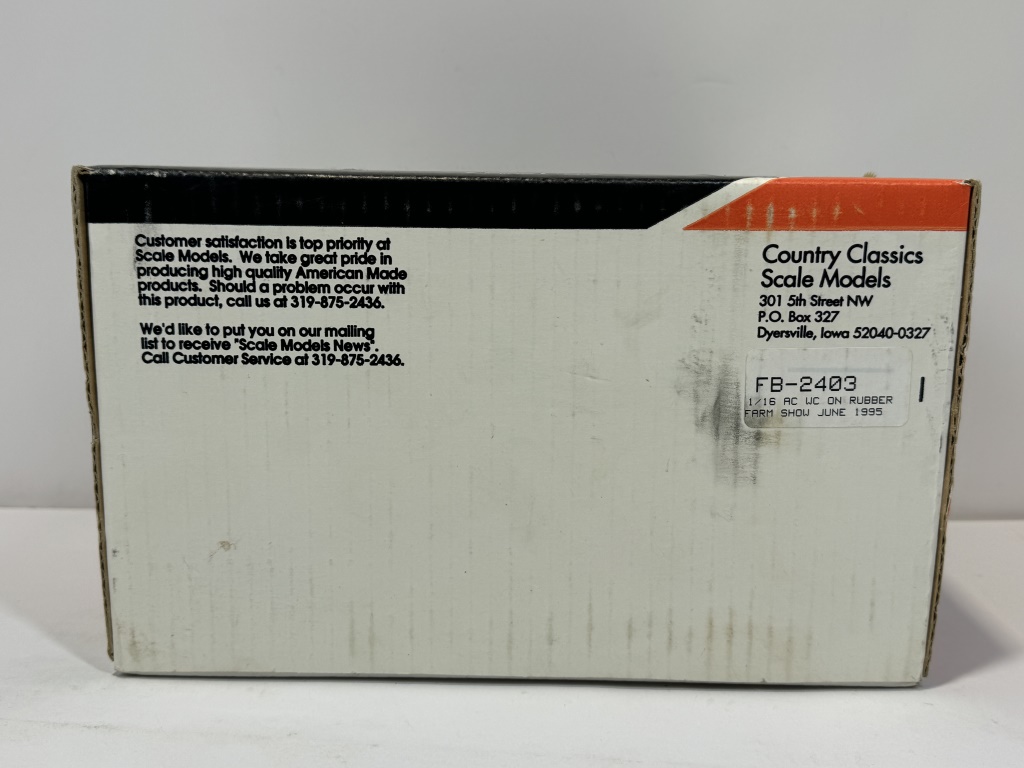 Customer satisfaction is top priority at
Scale Models. We take great pride in
producing high quality American Made
products. Should a problem occur with
this product, call us at 319-875-2436.
We'd like to put you on our mailing
list to receive "Scale Models News".
Call Customer Service at 319-875-2436.
Country Classics
Scale Models
301 5th Street NW
P.O. Box 327
Dyersville, Iowa 52040-0327
FB-2403
1/16 AC WC ON RUBBER
FARM SHOW JUNE 1995